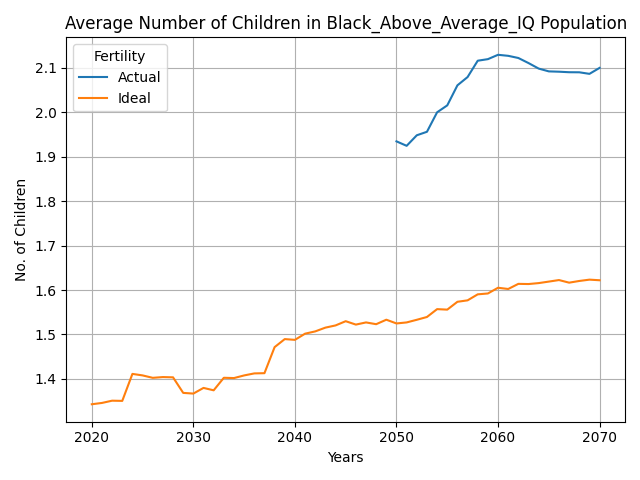 Average Number of Children in Black_Above_Average_IQ Population
Fertility
Actual
Ideal
No. of Children
2.1
2.0
1.9
1.8
1.7
1.6
1.5
1.4
2020 2030 2040 2050 2060 2070
Years